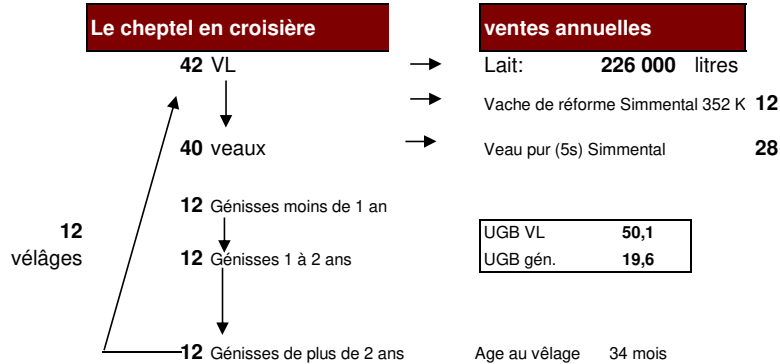 Le cheptel en croisière ventes annuelles
42 VL Lait: 226 000 litres
Vache de réforme Simmental 352 K 12
40 veaux Veau pur (5s) Simmental 28
12 Génisses moins de 1 an
12 UGB VL 50,1
vélâges 12 Génisses 1 à 2 ans UGB gén. 19,6
12 Génisses de plus de 2 ans Age au vêlage 34 mois